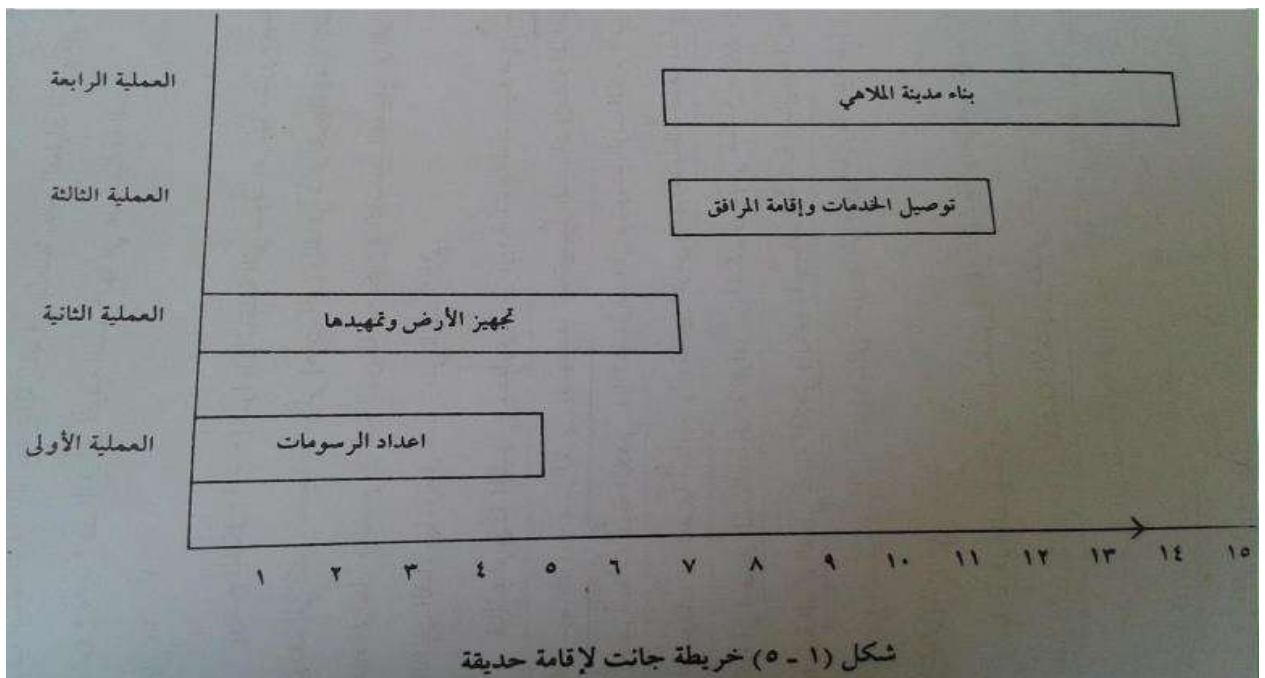 العملية الرابعة
بناء مدينة الملاهي
العملية الثالثة
توصيل الخدمات وإقامة المرافق
العملية الثانية
تجهيز الأرض وتمهيدها
العملية الأولى
اعداد الرسومات
١ ٢ ٣ ٤ ٥ ٦ ٧ ٨ ٩ ١٠ ١١ ١٢ ١٣ ١٤ ١٥
شكل (١ - ٥) خريطة جانت لإقامة حديقة